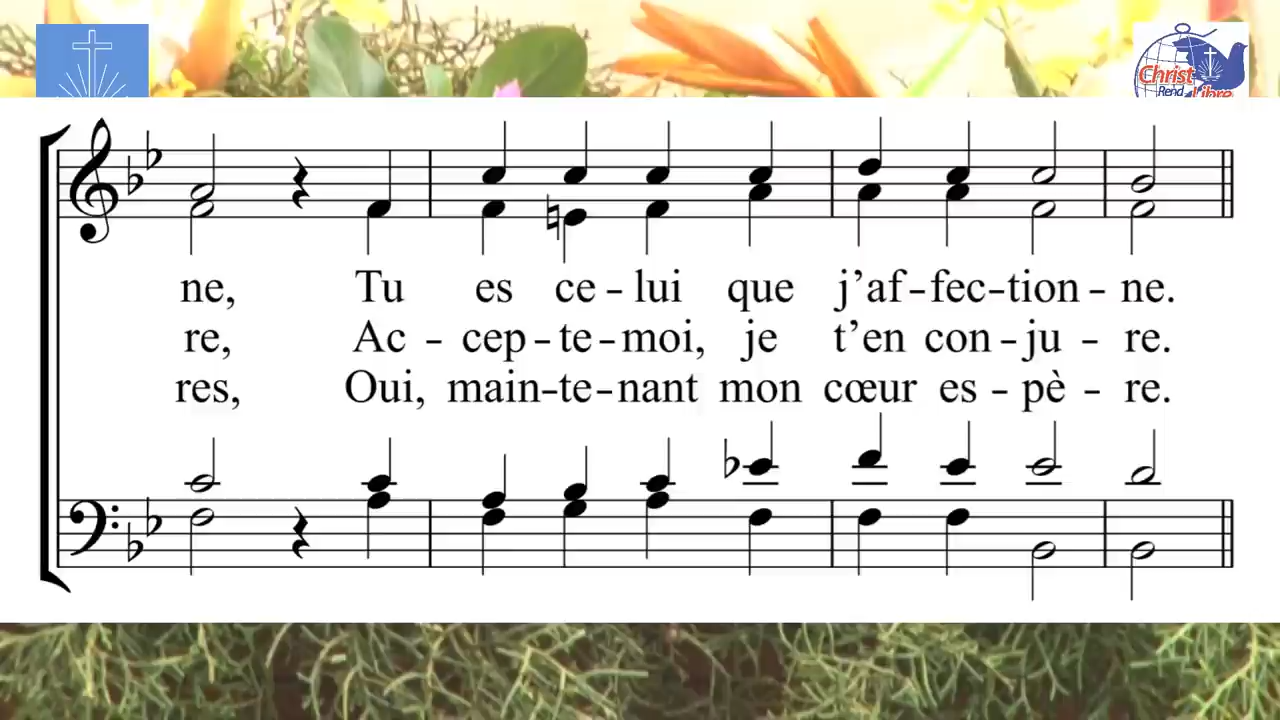 Christ
Rend Libre
ne, Tu es ce-lui que j'af-fec-tion-ne.
re, Ac-cep-te-moi, je t'en con-ju-re.
res, Oui, main-te-nant mon cœur es-pè-re.